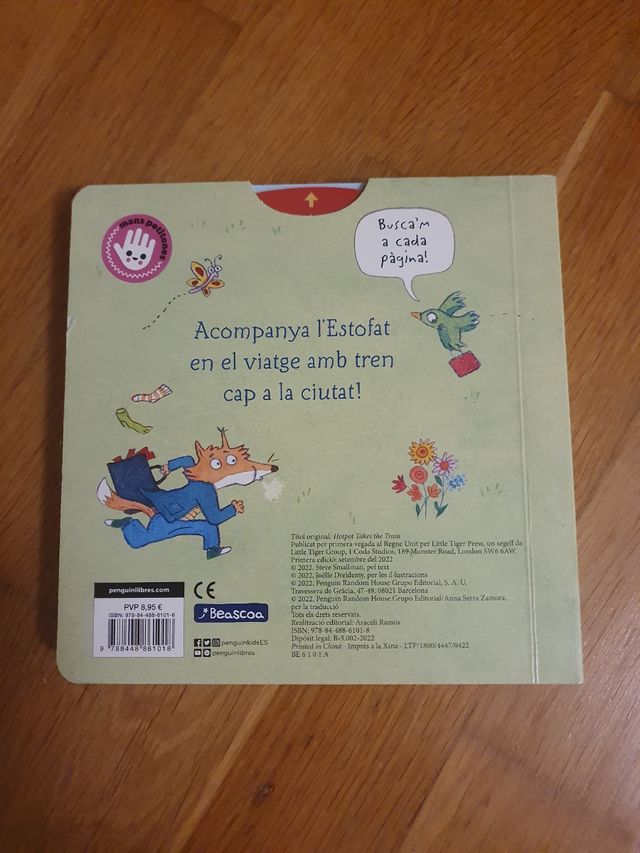 mans petitones
Busca'm
a cada
pàgina!
Acompanya l'Estofat
en el viatge amb tren
cap a la ciutat!
Títol original: Hotpot Takes the Train
Publicat per primera vegada al Regne Unit per Little Tiger Press, un segell de
Little Tiger Group, 1 Coda Studios, 189 Munster Road, London SW6 6AW.
Primera edició: setembre del 2022
© 2022, Steve Smallman, pel text
© 2022, Joëlle Dreidemy, per les il·lustracions
© 2022, Penguin Random House Grupo Editorial, S. A. U.
Travessera de Gràcia, 47-49. 08021 Barcelona
© 2022, Penguin Random House Grupo Editorial/Anna Serra Zamora,
per la traducció
Tots els drets reservats.
Realització editorial: Araceli Ramos
ISBN: 978-84-488-6101-8
Dipòsit legal: B-3.002-2022
Printed in China - Imprès a la Xina - LTP/1800/4447/0422
BE 6 1 0 1 A
penguinllibres.com
PVP 8,95 €
ISBN: 978-84-488-6101-8
9 788448 861018
CE
Beascoa
penguinkidsES
penguinlibros